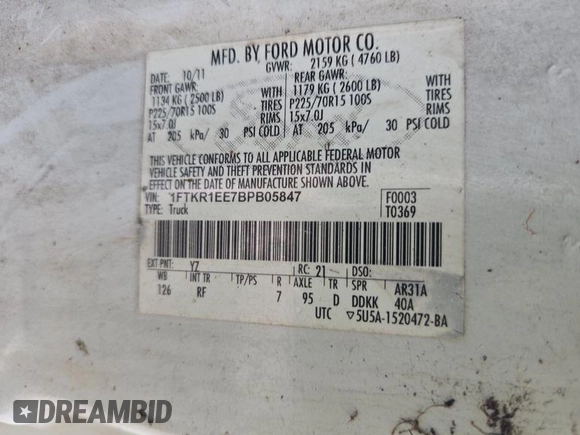 MFD. BY FORD MOTOR CO.
DATE: 10/11 GVWR: 2159 KG ( 4760 LB)
FRONT GAWR: REAR GAWR:
1134 KG ( 2500 LB) WITH 1179 KG ( 2600 LB) WITH
P225/70R15 100S TIRES P225/70R15 100S TIRES
15x7.0J RIMS 15x7.0J RIMS
AT 205 kPa/ 30 PSI COLD AT 205 kPa/ 30 PSI COLD
THIS VEHICLE CONFORMS TO ALL APPLICABLE FEDERAL MOTOR
VEHICLE SAFETY AND THEFT PREVENTION STANDARDS IN
EFFECT ON THE DATE OF MANUFACTURE SHOWN ABOVE.
VIN: 1FTKR1EE7BPB05847 F0003
TYPE: Truck T0369
EXT PNT: YZ RC: 21 DSO:
WB INT TR TP/PS R AXLE TR SPR AR31A
126 RF 7 95 D DDKK 40A
UTC ▽5U5A-1520472-BA
DREAMBID